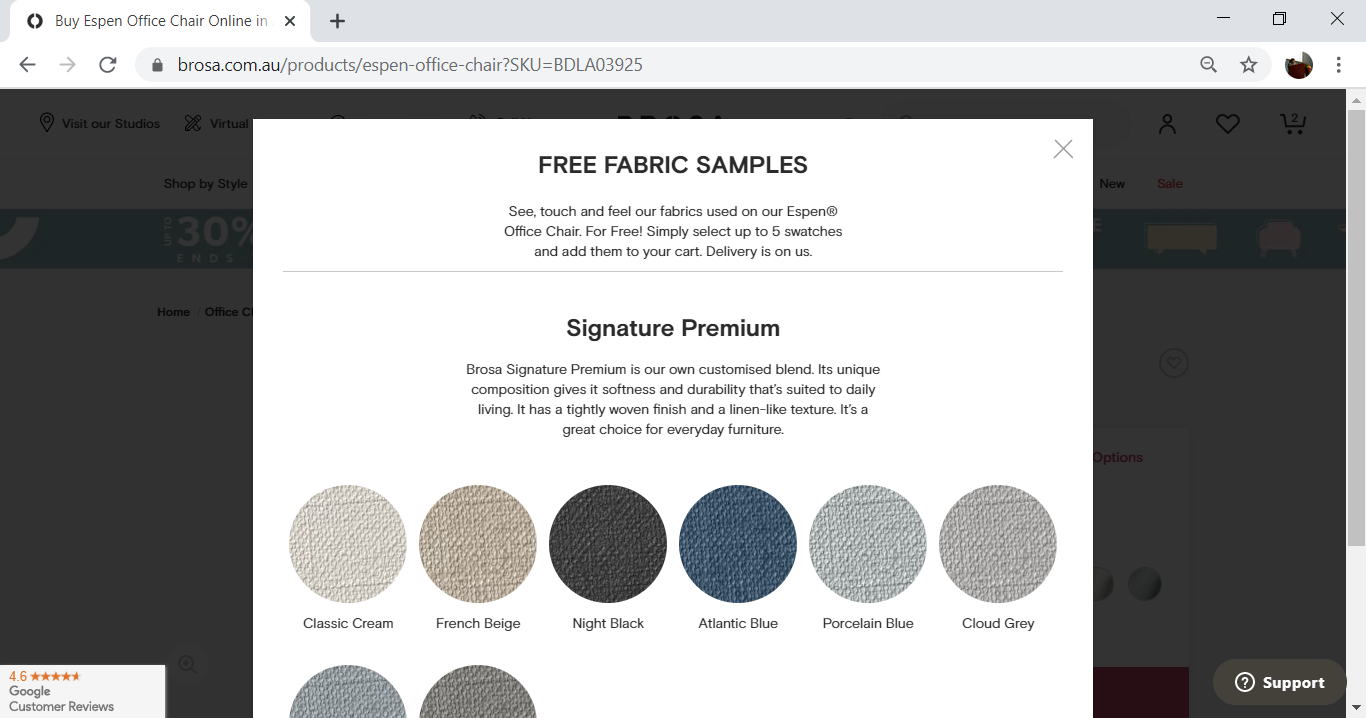 Buy Espen Office Chair Online in
brosa.com.au/products/espen-office-chair?SKU=BDLA03925
Visit our Studios
Virtual
2
Shop by Style
New
Sale
UP TO
30%
ENDS
Home / Office C
FREE FABRIC SAMPLES
See, touch and feel our fabrics used on our Espen®
Office Chair. For Free! Simply select up to 5 swatches
and add them to your cart. Delivery is on us.
Signature Premium
Brosa Signature Premium is our own customised blend. Its unique
composition gives it softness and durability that's suited to daily
living. It has a tightly woven finish and a linen-like texture. It's a
great choice for everyday furniture.
Options
Classic Cream
French Beige
Night Black
Atlantic Blue
Porcelain Blue
Cloud Grey
4.6
Google
Customer Reviews
Support